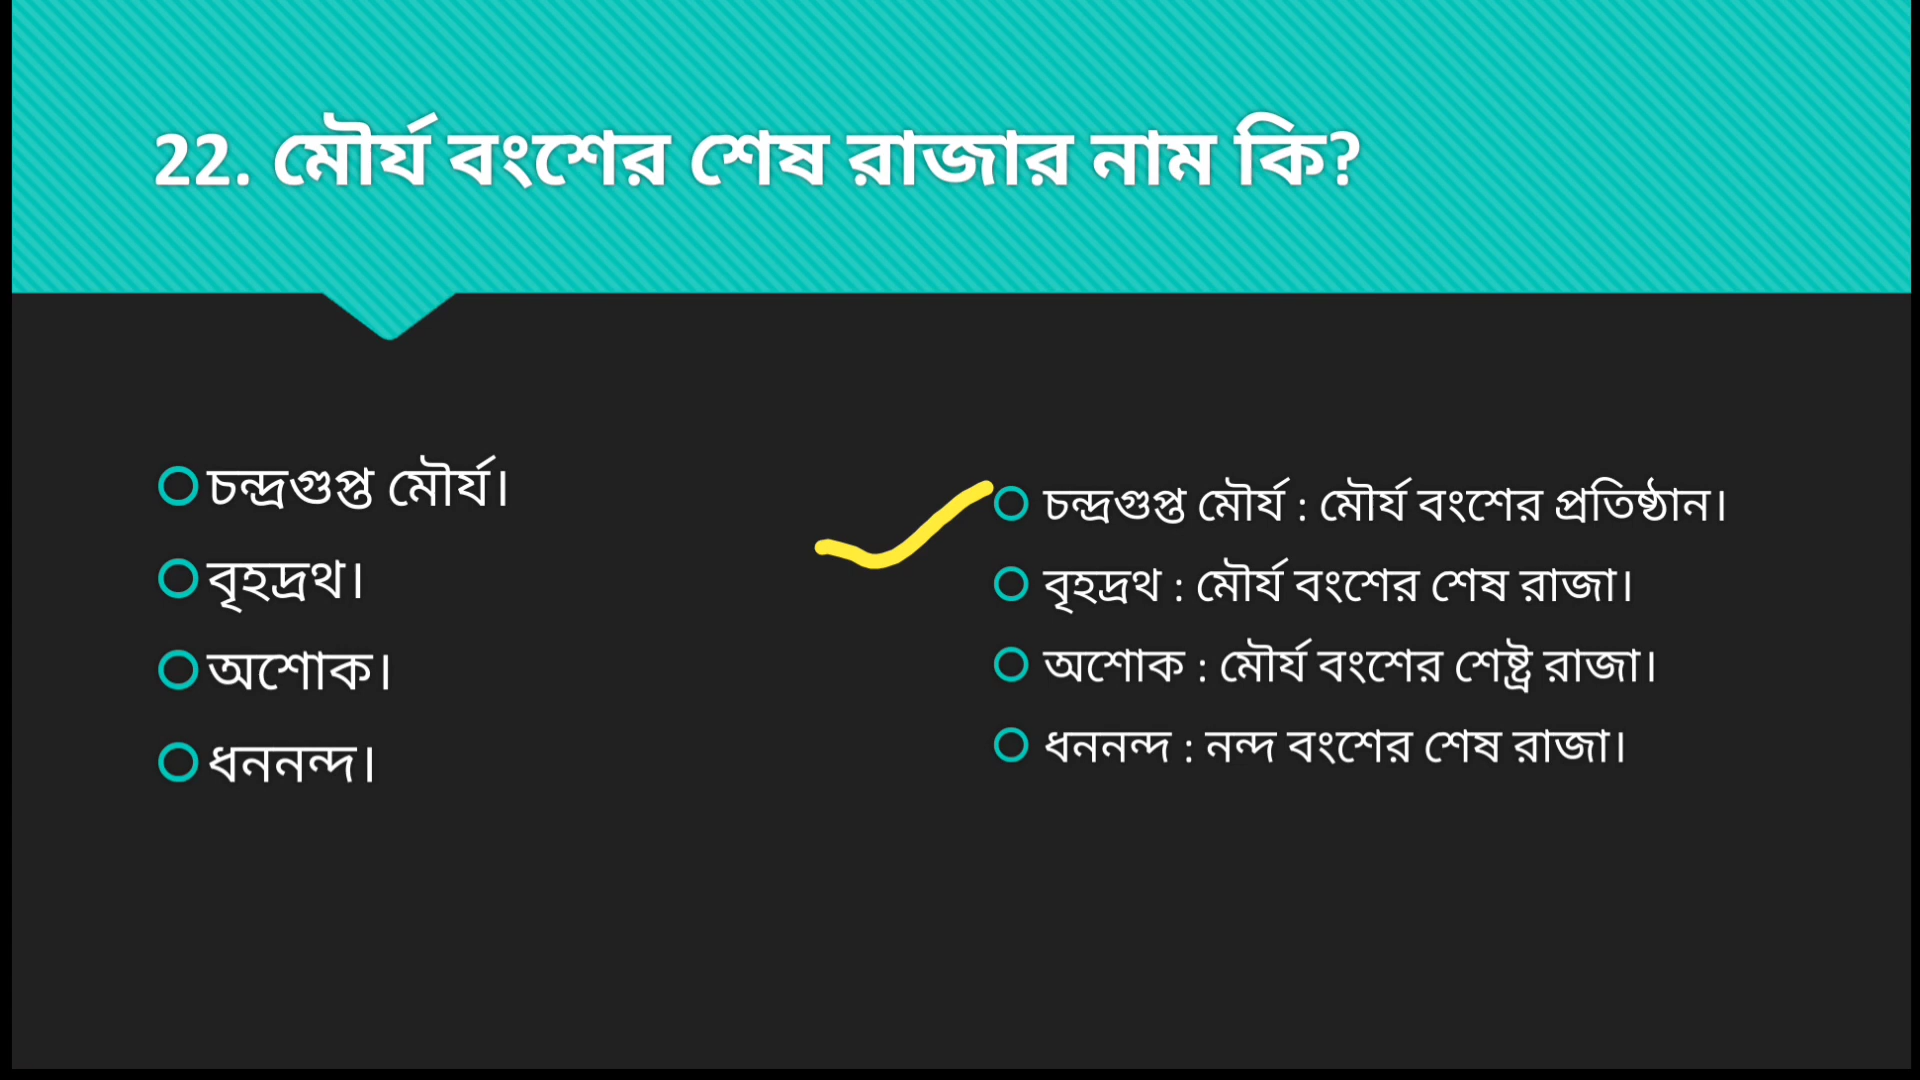 22. মৌর্য বংশের শেষ রাজার নাম কি?
চন্দ্রগুপ্ত মৌর্য।
বৃহদ্রথ।
অশোক।
ধননন্দ।
চন্দ্রগুপ্ত মৌর্য : মৌর্য বংশের প্রতিষ্ঠান।
বৃহদ্রথ : মৌর্য বংশের শেষ রাজা।
অশোক : মৌর্য বংশের শেষ্ট্র রাজা।
ধননন্দ : নন্দ বংশের শেষ রাজা।